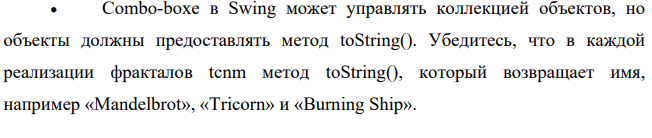 • Combo-boxe в Swing может управлять коллекцией объектов, но
объекты должны предоставлять метод toString(). Убедитесь, что в каждой
реализации фракталов tcnm метод toString(), который возвращает имя,
например «Mandelbrot», «Tricorn» и «Burning Ship».